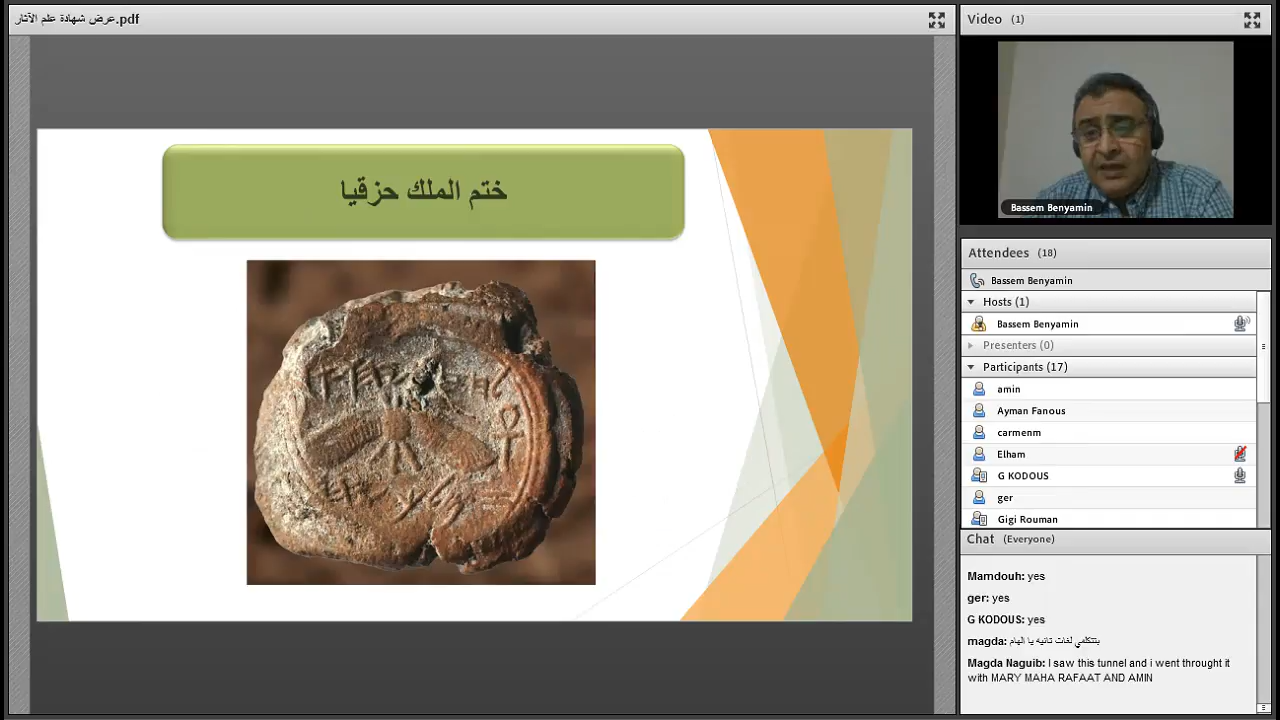 عرض شهادة علم الآثار.pdf
ختم الملك حزقيا
Video (1)
Bassem Benyamin
Attendees (18)
Bassem Benyamin
Hosts (1)
Bassem Benyamin
Presenters (0)
Participants (17)
amin
Ayman Fanous
carmenm
Elham
G KODOUS
ger
Gigi Rouman
Chat (Everyone)
Mamdouh: yes
ger: yes
G KODOUS: yes
magda: بتتكلمي لغات تانيه يا الهام
Magda Naguib: I saw this tunnel and i went throught it
with MARY MAHA RAFAAT AND AMIN